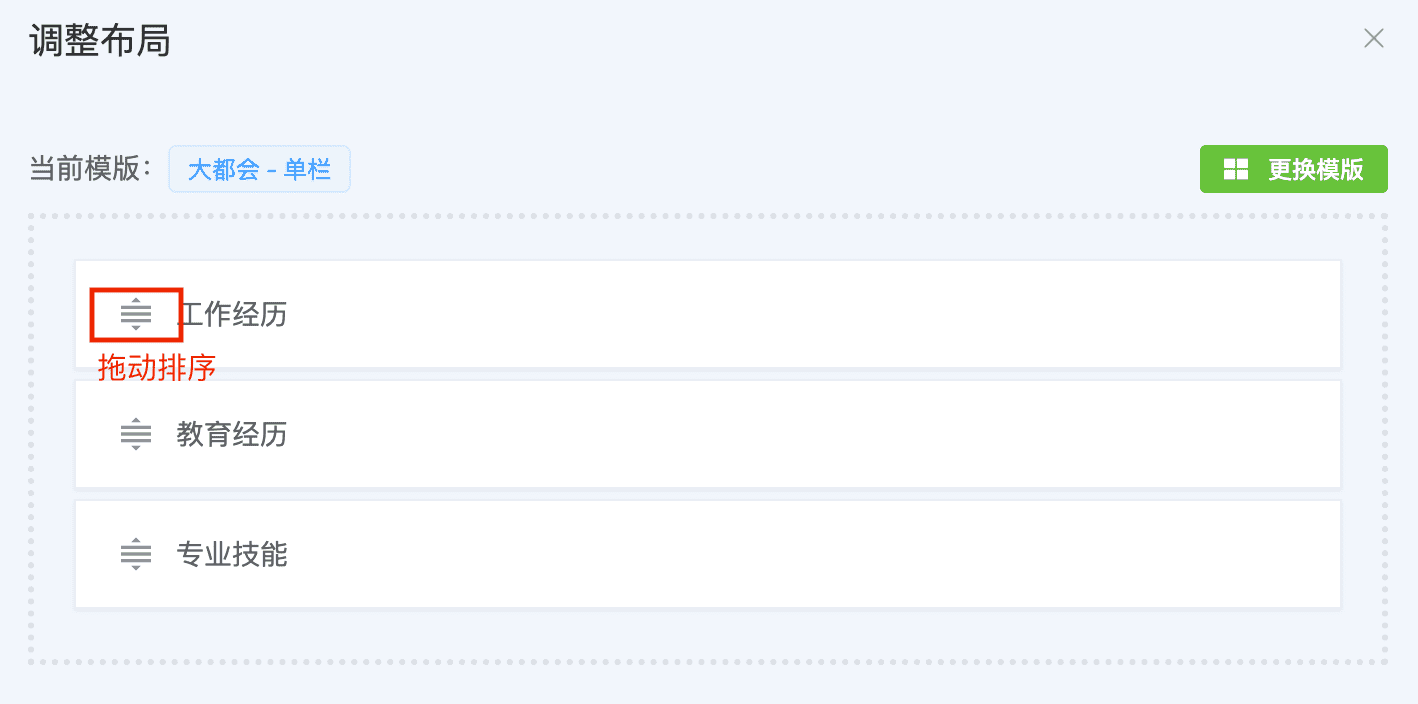 调整布局
当前模版：
大都会 - 单栏
更换模版
工作经历
拖动排序
教育经历
专业技能